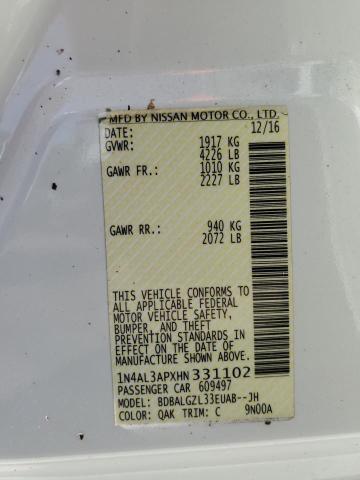 MFD BY NISSAN MOTOR CO., LTD.
DATE: 12/16
GVWR: 1917 KG
4226 LB
GAWR FR.: 1010 KG
2227 LB
GAWR RR.: 940 KG
2072 LB
THIS VEHICLE CONFORMS TO
ALL APPLICABLE FEDERAL
MOTOR VEHICLE SAFETY,
BUMPER, AND THEFT
PREVENTION STANDARDS IN
EFFECT ON THE DATE OF
MANUFACTURE SHOWN ABOVE.
1N4AL3APXHN 331102
PASSENGER CAR 609497
MODEL: BDBALGZL33EUAB--JH
COLOR: QAK TRIM: C 9N00A